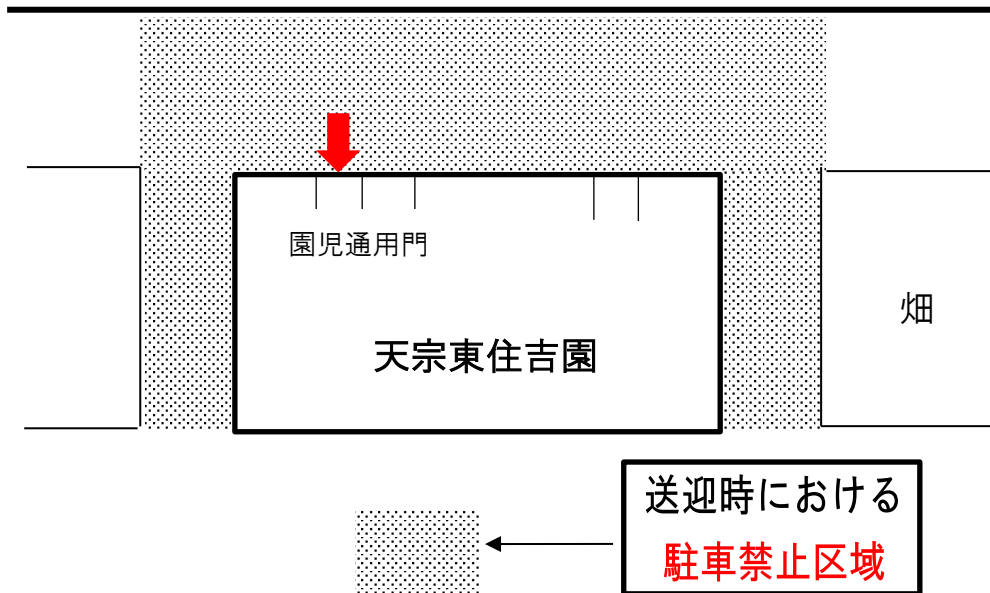 園児通用門
畑
天宗東住吉園
送迎時における
駐車禁止区域